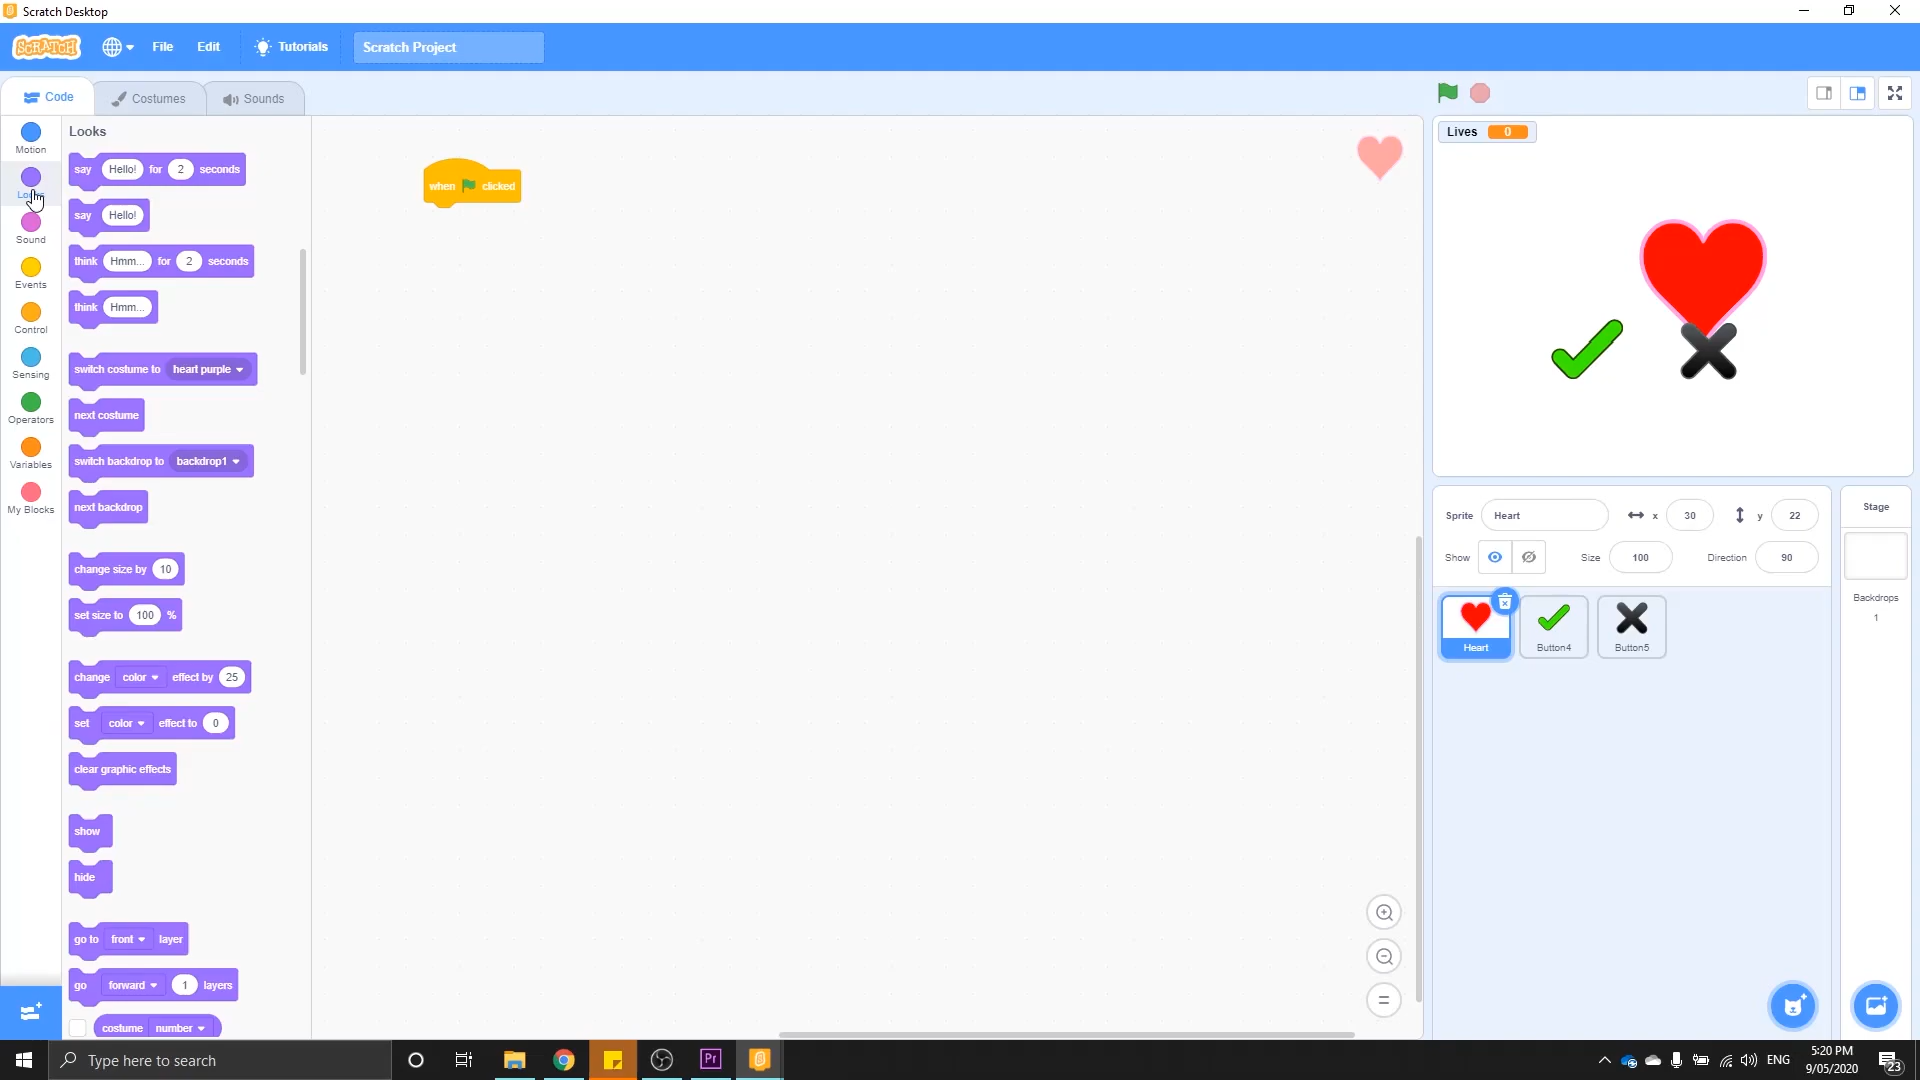 Scratch Desktop
SCRATCH File Edit Tutorials Scratch Project
Code Costumes Sounds
Motion
Looks
Sound
Events
Control
Sensing
Operators
Variables
My Blocks
Looks
say Hello! for 2 seconds
say Hello!
think Hmm... for 2 seconds
think Hmm...
switch costume to heart purple
next costume
switch backdrop to backdrop1
next backdrop
change size by 10
set size to 100 %
change color effect by 25
set color effect to 0
clear graphic effects
show
hide
go to front layer
go forward 1 layers
costume number
when clicked
Lives 0
Sprite Heart x 30 y 22
Show Size 100 Direction 90
Heart Button4 Button5
Stage
Backdrops
1
Type here to search
Pr
ENG
5:20 PM
9/05/2020
23